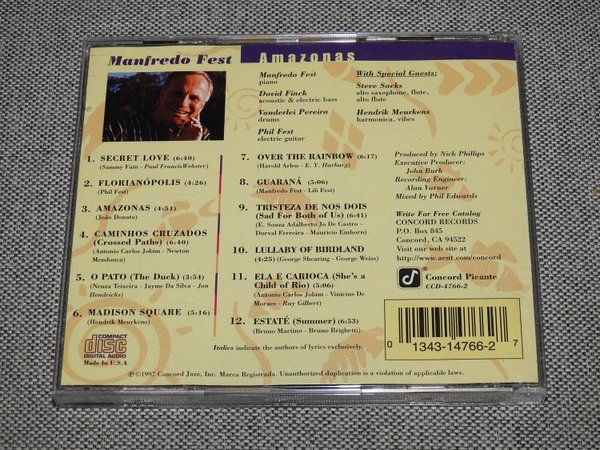 Manfredo Fest Amazonas
Manfredo Fest
piano
David Finck
acoustic & electric bass
Vanderlei Pereira
drums
Phil Fest
electric guitar
With Special Guests:
Steve Sacks
alto saxophone, flute,
alto flute
Hendrik Meurkens
harmonica, vibes
1. SECRET LOVE (6:40)
(Sammy Fain - Paul Francis Webster)
2. FLORIANÓPOLIS (4:26)
(Phil Fest)
3. AMAZONAS (4:51)
(João Donato)
4. CAMINHOS CRUZADOS
(Crossed Paths) (6:40)
(Antonio Carlos Jobim - Newton
Mendonca)
5. O PATO (The Duck) (3:34)
(Neuza Teixeira - Jayme Da Silva - Jon
Hendricks)
6. MADISON SQUARE (5:16)
(Hendrik Meurkens)
7. OVER THE RAINBOW (6:17)
(Harold Arlen - E. Y. Harburg)
8. GUARANÁ (5:06)
(Manfredo Fest - Lili Fest)
9. TRISTEZA DE NOS DOIS
(Sad For Both of Us) (6:41)
(E. Souza Adalberto Jo De Castro -
Durval Ferreira - Mauricio Einhorn)
10. LULLABY OF BIRDLAND
(4:25) (George Shearing - George Weiss)
11. ELA E CARIOCA (She's a
Child of Rio) (5:06)
(Antonio Carlos Jobim - Vinicius De
Moraes - Ray Gilbert)
12. ESTATÉ (Summer) (6:53)
(Bruno Martino - Bruno Brighetti)
Italics indicate the authors of lyrics exclusively.
Produced by Nick Phillips
Executive Producer:
John Burk
Recording Engineer:
Alan Varner
Mixed by Phil Edwards
Write For Free Catalog
CONCORD RECORDS
P.O. Box 845
Concord, CA 94522
Visit our web site at
http://www.aent.com/concord
Concord Picante
CCD-4766-2
0 1343-14766-2 7
COMPACT
disc
DIGITAL AUDIO
Made In U.S.A
℗ ©1997 Concord Jazz, Inc. Marca Registrada. Unauthorized duplication is a violation of applicable laws.